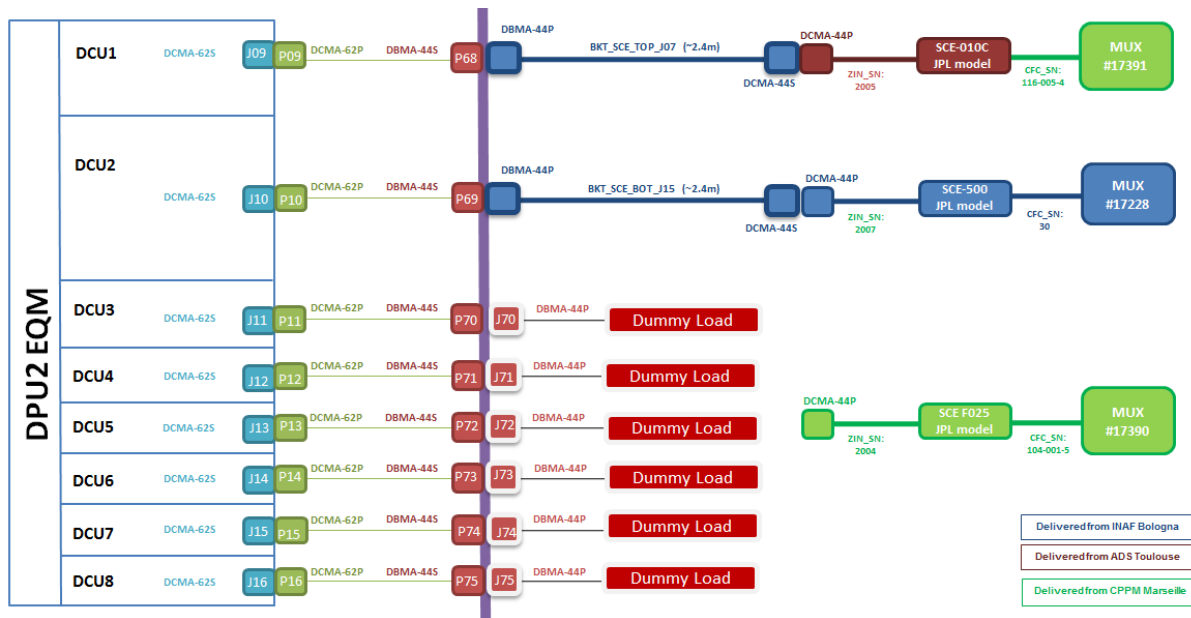 DPU2 EQM
DCU1
DCMA-62S
J09
P09
DCMA-62P
DBMA-44S
P68
DBMA-44P
BKT_SCE_TOP_J07 (~2.4m)
DCMA-44S
DCMA-44P
ZIN_SN:
2005
SCE-010C
JPL model
CFC_SN:
116-005-4
MUX
#17391
DCU2
DCMA-62S
J10
P10
DCMA-62P
DBMA-44S
P69
DBMA-44P
BKT_SCE_BOT_J15 (~2.4m)
DCMA-44S
DCMA-44P
ZIN_SN:
2007
SCE-500
JPL model
CFC_SN:
30
MUX
#17228
DCU3
DCMA-62S
J11
P11
DCMA-62P
DBMA-44S
P70
J70
DBMA-44P
Dummy Load
DCU4
DCMA-62S
J12
P12
DCMA-62P
DBMA-44S
P71
J71
DBMA-44P
Dummy Load
DCU5
DCMA-62S
J13
P13
DCMA-62P
DBMA-44S
P72
J72
DBMA-44P
Dummy Load
DCMA-44P
ZIN_SN:
2004
SCE F025
JPL model
CFC_SN:
104-001-5
MUX
#17390
DCU6
DCMA-62S
J14
P14
DCMA-62P
DBMA-44S
P73
J73
DBMA-44P
Dummy Load
DCU7
DCMA-62S
J15
P15
DCMA-62P
DBMA-44S
P74
J74
DBMA-44P
Dummy Load
DCU8
DCMA-62S
J16
P16
DCMA-62P
DBMA-44S
P75
J75
DBMA-44P
Dummy Load
Delivered from INAF Bologna
Delivered from ADS Toulouse
Delivered from CPPM Marseille